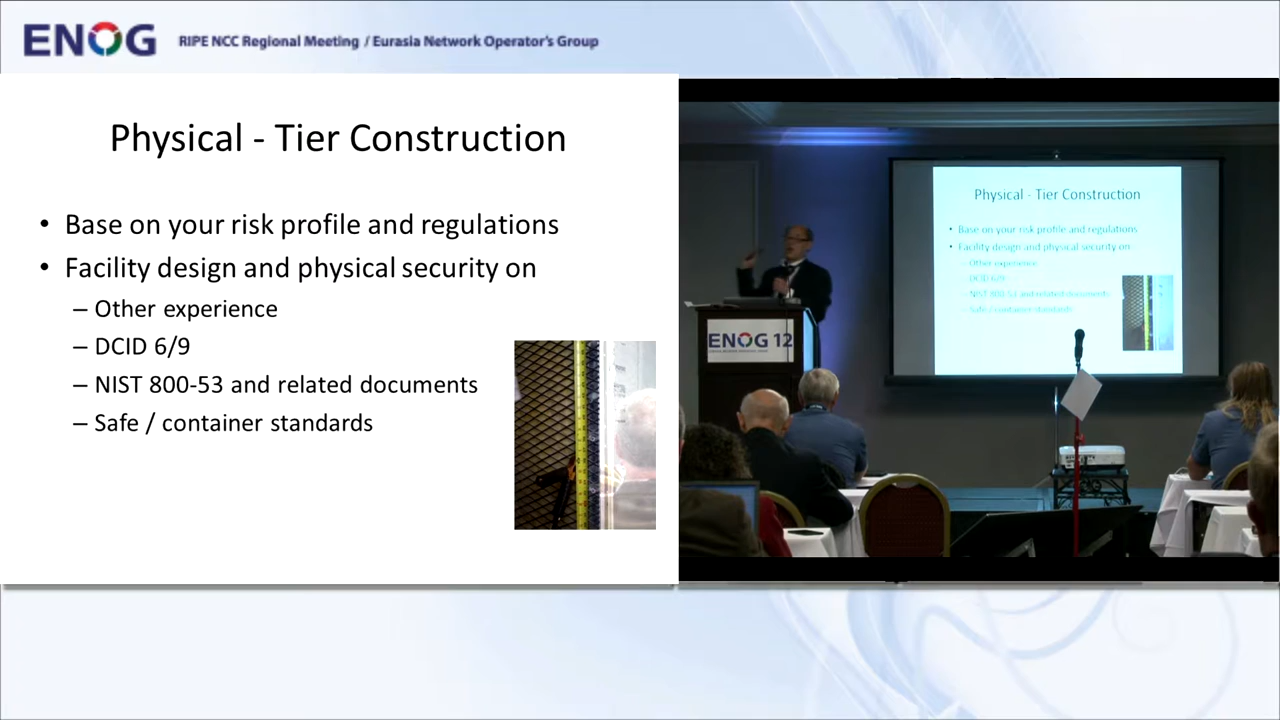 ENOG
RIPE NCC Regional Meeting / Eurasia Network Operator's Group
Physical - Tier Construction
• Base on your risk profile and regulations
• Facility design and physical security on
– Other experience
– DCID 6/9
– NIST 800-53 and related documents
– Safe / container standards
Physical - Tier Construction
• Base on your risk profile and regulations
• Facility design and physical security on
– Other experience
– DCID 6/9
– NIST 800-53 and related documents
– Safe / container standards
ENOG 12